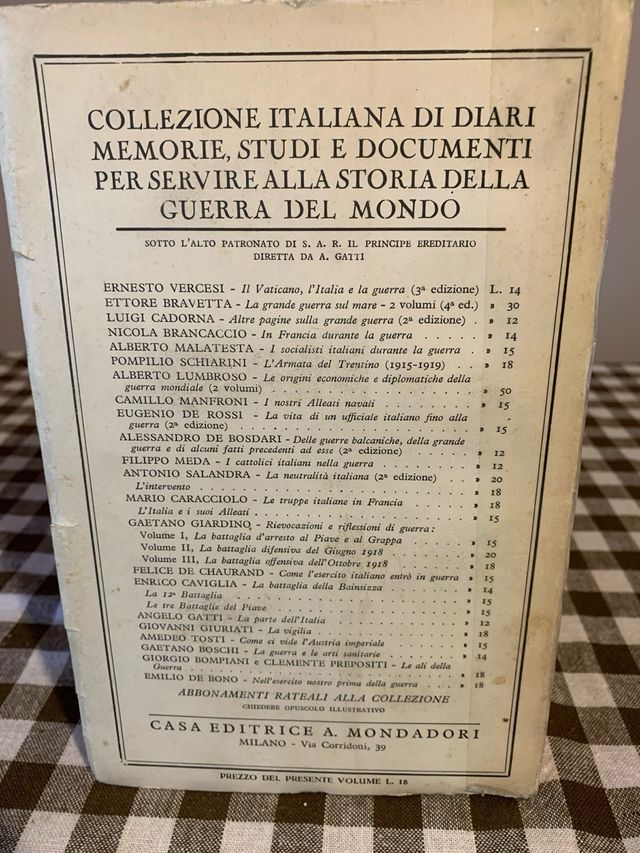 COLLEZIONE ITALIANA DI DIARI
MEMORIE, STUDI E DOCUMENTI
PER SERVIRE ALLA STORIA DELLA
GUERRA DEL MONDO
SOTTO L'ALTO PATRONATO DI S. A. R. IL PRINCIPE EREDITARIO
DIRETTA DA A. GATTI
ERNESTO VERCESI - Il Vaticano, l'Italia e la guerra (3ª edizione) L. 14
ETTORE BRAVETTA - La grande guerra sul mare - 2 volumi (4ª ed.) » 30
LUIGI CADORNA - Altre pagine sulla grande guerra (2ª edizione) . » 12
NICOLA BRANCACCIO - In Francia durante la guerra . . . . . » 14
ALBERTO MALATESTA - I socialisti italiani durante la guerra . » 15
POMPILIO SCHIARINI - L'Armata del Trentino (1915-1919) . . » 18
ALBERTO LUMBROSO - Le origini economiche e diplomatiche della
guerra mondiale (2 volumi) . . . . . . . . . . . . » 50
CAMILLO MANFRONI - I nostri Alleati navali . . . . . . . » 15
EUGENIO DE ROSSI - La vita di un ufficiale italiano fino alla
guerra (2ª edizione) . . . . . . . . . . . . . . » 15
ALESSANDRO DE BOSDARI - Delle guerre balcaniche, della grande
guerra e di alcuni fatti precedenti ad esse (2ª edizione) . . » 12
FILIPPO MEDA - I cattolici italiani nella guerra . . . . . . » 12
ANTONIO SALANDRA - La neutralità italiana (2ª edizione) . . » 20
L'intervento . . . . . . . . . . . . . . . . . » 18
MARIO CARACCIOLO - Le truppe italiane in Francia . . . . » 18
L'Italia e i suoi Alleati . . . . . . . . . . . . . » 15
GAETANO GIARDINO - Rievocazioni e riflessioni di guerra:
Volume I, La battaglia d'arresto al Piave e al Grappa . . . » 15
Volume II, La battaglia difensiva del Giugno 1918 . . . . » 20
Volume III, La battaglia offensiva dell'Ottobre 1918 . . . » 18
FELICE DE CHAURAND - Come l'esercito italiano entrò in guerra » 15
ENRICO CAVIGLIA - La battaglia della Bainsizza . . . . . » 14
La 12ª Battaglia . . . . . . . . . . . . . . . » 15
Le tre Battaglie del Piave . . . . . . . . . . . . » 15
ANGELO GATTI - La parte dell'Italia . . . . . . . . . » 12
GIOVANNI GIURIATI - La vigilia . . . . . . . . . . . » 18
AMEDEO TOSTI - Come ci vide l'Austria imperiale . . . . . » 15
GAETANO BOSCHI - La guerra e le arti sanitarie . . . . . » 14
GIORGIO BOMPIANI e CLEMENTE PREPOSITI - Le ali della
Guerra . . . . . . . . . . . . . . . . . . » 18
EMILIO DE BONO - Nell'esercito nostro prima della guerra . . » 18
ABBONAMENTI RATEALI ALLA COLLEZIONE
CHIEDERE OPUSCOLO ILLUSTRATIVO
CASA EDITRICE A. MONDADORI
MILANO - Via Corridoni, 39
PREZZO DEL PRESENTE VOLUME L. 18